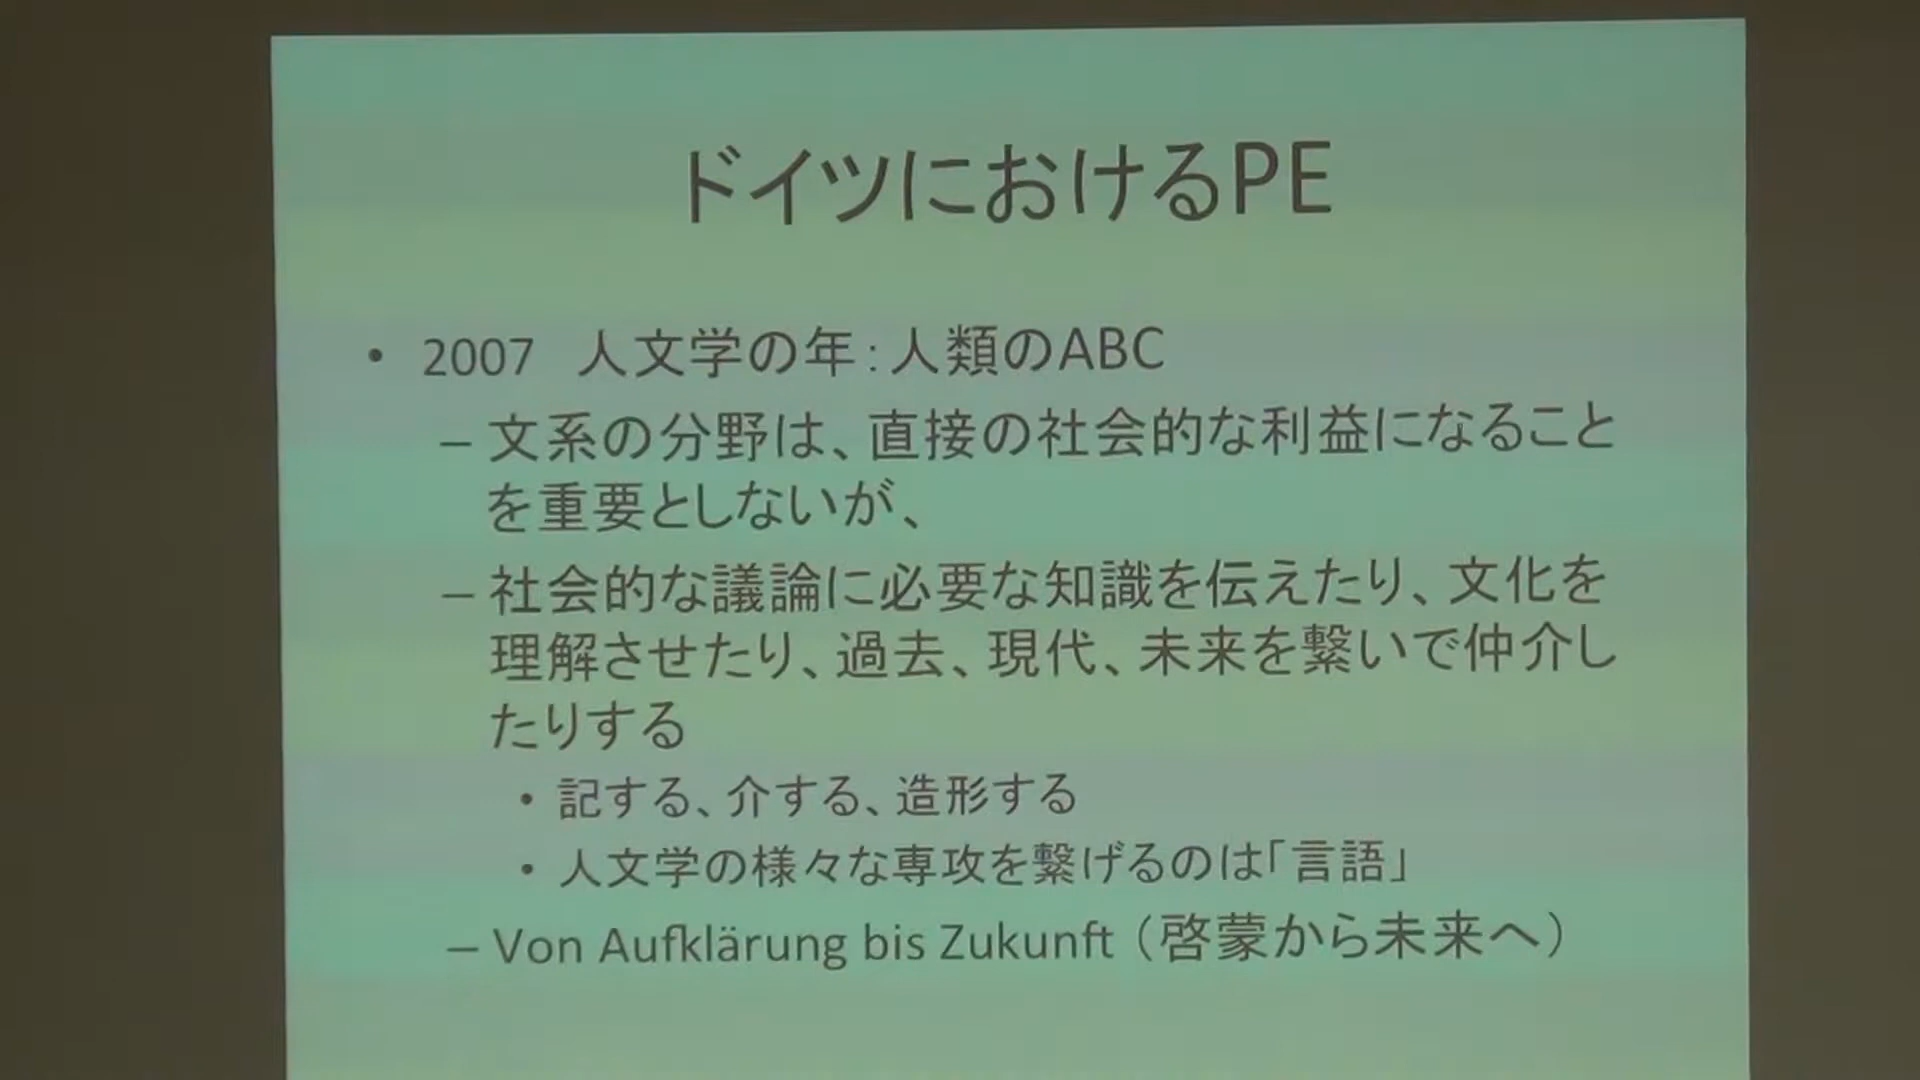 ドイツにおけるPE
• 2007　人文学の年：人類のABC
– 文系の分野は、直接の社会的な利益になること
を重要としないが、
– 社会的な議論に必要な知識を伝えたり、文化を
理解させたり、過去、現代、未来を繋いで仲介し
たりする
• 記する、介する、造形する
• 人文学の様々な専攻を繋げるのは「言語」
– Von Aufklärung bis Zukunft（啓蒙から未来へ）